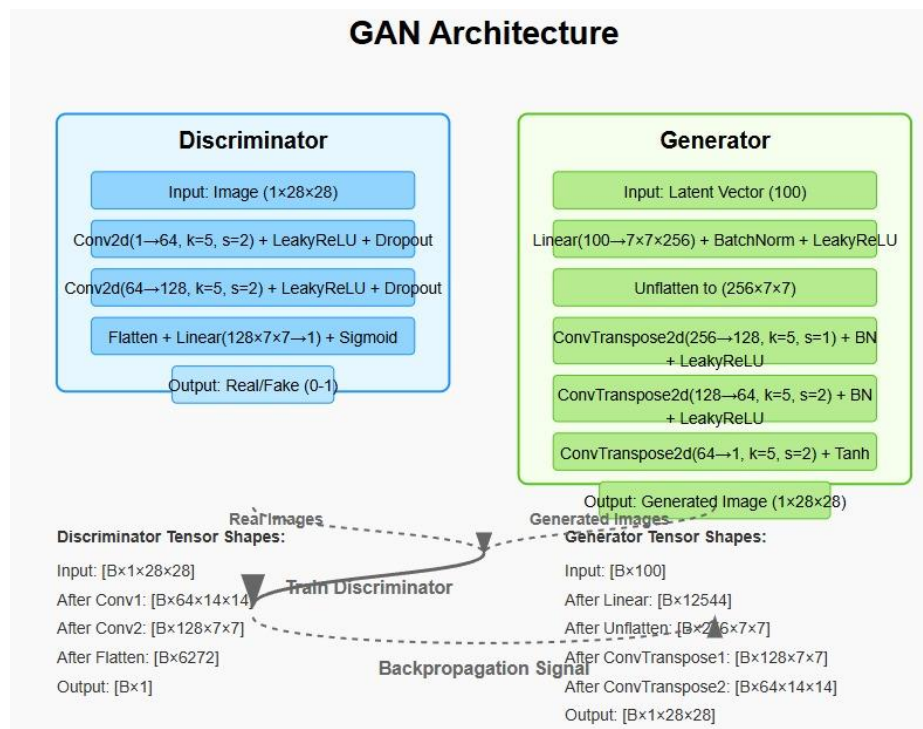 GAN Architecture
Discriminator
Input: Image (1×28×28)
Conv2d(1→64, k=5, s=2) + LeakyReLU + Dropout
Conv2d(64→128, k=5, s=2) + LeakyReLU + Dropout
Flatten + Linear(128×7×7→1) + Sigmoid
Output: Real/Fake (0-1)
Generator
Input: Latent Vector (100)
Linear(100→7×7×256) + BatchNorm + LeakyReLU
Unflatten to (256×7×7)
ConvTranspose2d(256→128, k=5, s=1) + BN
+ LeakyReLU
ConvTranspose2d(128→64, k=5, s=2) + BN
+ LeakyReLU
ConvTranspose2d(64→1, k=5, s=2) + Tanh
Output: Generated Image (1×28×28)
Real Images
Generated Images
Train Discriminator
Backpropagation Signal
Discriminator Tensor Shapes:
Input: [B×1×28×28]
After Conv1: [B×64×14×14]
After Conv2: [B×128×7×7]
After Flatten: [B×6272]
Output: [B×1]
Generator Tensor Shapes:
Input: [B×100]
After Linear: [B×12544]
After Unflatten: [B×256×7×7]
After ConvTranspose1: [B×128×7×7]
After ConvTranspose2: [B×64×14×14]
Output: [B×1×28×28]